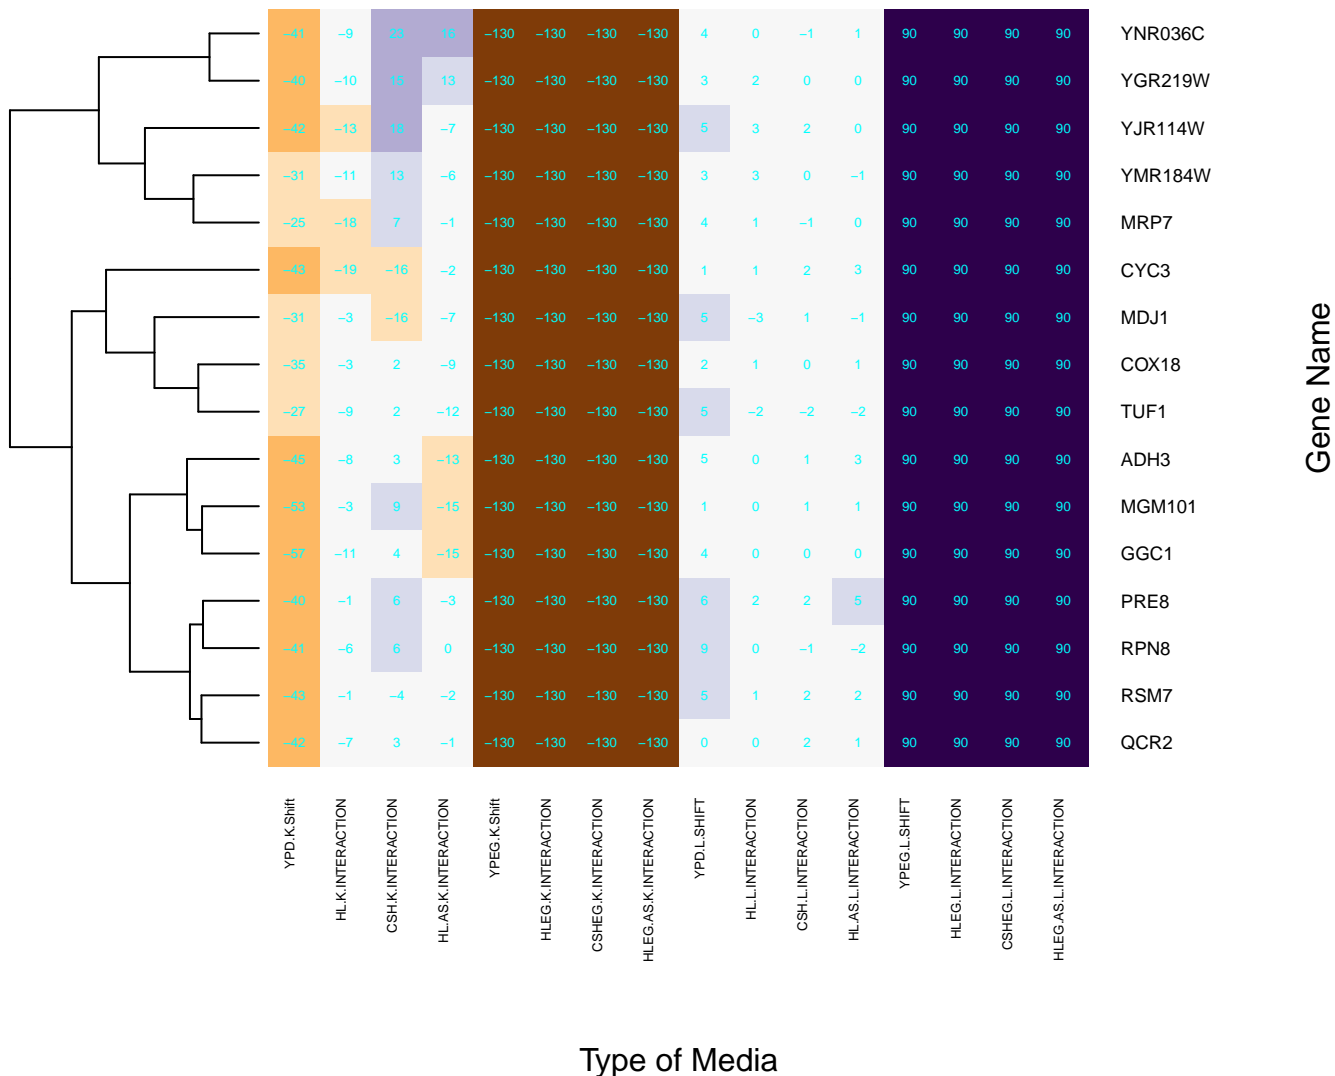 −41 −9 23 16 −130 −130 −130 −130 4 0 −1 1 90 90 90 90 YNR036C
−40 −10 15 13 −130 −130 −130 −130 3 2 0 0 90 90 90 90 YGR219W
−42 −13 18 −7 −130 −130 −130 −130 5 3 2 0 90 90 90 90 YJR114W
−31 −11 13 −6 −130 −130 −130 −130 3 3 0 −1 90 90 90 90 YMR184W
−25 −18 7 −1 −130 −130 −130 −130 4 1 −1 0 90 90 90 90 MRP7
−43 −19 −16 −2 −130 −130 −130 −130 1 1 2 3 90 90 90 90 CYC3
−31 −3 −16 −7 −130 −130 −130 −130 5 −3 1 −1 90 90 90 90 MDJ1
−35 −3 2 −9 −130 −130 −130 −130 2 1 0 1 90 90 90 90 COX18
−27 −9 2 −12 −130 −130 −130 −130 5 −2 −2 −2 90 90 90 90 TUF1
−45 −8 3 −13 −130 −130 −130 −130 5 0 1 3 90 90 90 90 ADH3
−53 −3 9 −15 −130 −130 −130 −130 1 0 1 1 90 90 90 90 MGM101
−57 −11 4 −15 −130 −130 −130 −130 4 0 0 0 90 90 90 90 GGC1
−40 −1 6 −3 −130 −130 −130 −130 6 2 2 5 90 90 90 90 PRE8
−41 −6 6 0 −130 −130 −130 −130 9 0 −1 −2 90 90 90 90 RPN8
−43 −1 −4 −2 −130 −130 −130 −130 5 1 2 2 90 90 90 90 RSM7
−42 −7 3 −1 −130 −130 −130 −130 0 0 2 1 90 90 90 90 QCR2
Gene Name
YPD.K.Shift
HL.K.INTERACTION
CSH.K.INTERACTION
HL.AS.K.INTERACTION
YPEG.K.Shift
HLEG.K.INTERACTION
CSHEG.K.INTERACTION
HLEG.AS.K.INTERACTION
YPD.L.SHIFT
HL.L.INTERACTION
CSH.L.INTERACTION
HL.AS.L.INTERACTION
YPEG.L.SHIFT
HLEG.L.INTERACTION
CSHEG.L.INTERACTION
HLEG.AS.L.INTERACTION
Type of Media